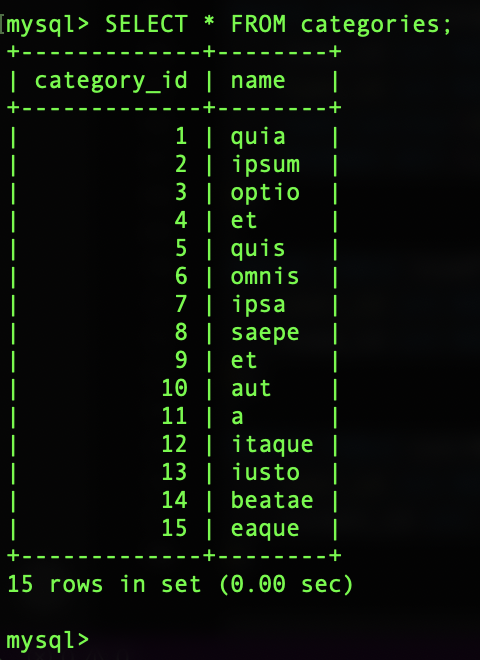 [mysql> SELECT * FROM categories;
+-------------+--------+
| category_id | name   |
+-------------+--------+
|           1 | quia   |
|           2 | ipsum  |
|           3 | optio  |
|           4 | et     |
|           5 | quis   |
|           6 | omnis  |
|           7 | ipsa   |
|           8 | saepe  |
|           9 | et     |
|          10 | aut    |
|          11 | a      |
|          12 | itaque |
|          13 | iusto  |
|          14 | beatae |
|          15 | eaque  |
+-------------+--------+
15 rows in set (0.00 sec)
mysql>